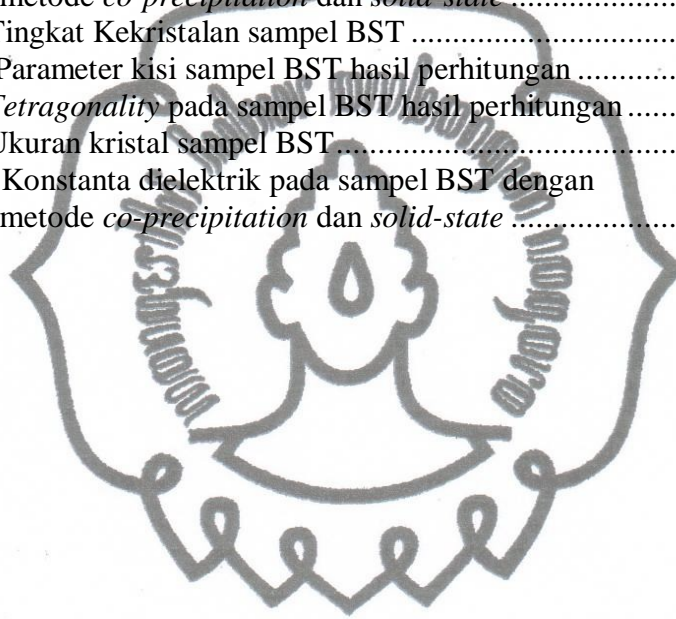 metode co-precipitation dan solid-state ..........................
Tingkat Kekristalan sampel BST ....................................
Parameter kisi sampel BST hasil perhitungan .............
Tetragonality pada sampel BST hasil perhitungan ......
Ukuran kristal sampel BST..............................................
Konstanta dielektrik pada sampel BST dengan
metode co-precipitation dan solid-state .......................